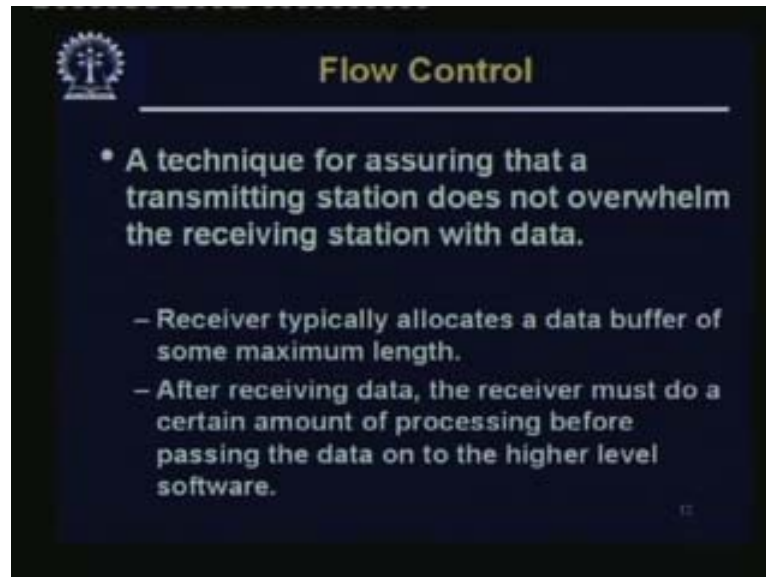 Flow Control
• A technique for assuring that a
transmitting station does not overwhelm
the receiving station with data.
– Receiver typically allocates a data buffer of
some maximum length.
– After receiving data, the receiver must do a
certain amount of processing before
passing the data on to the higher level
software.